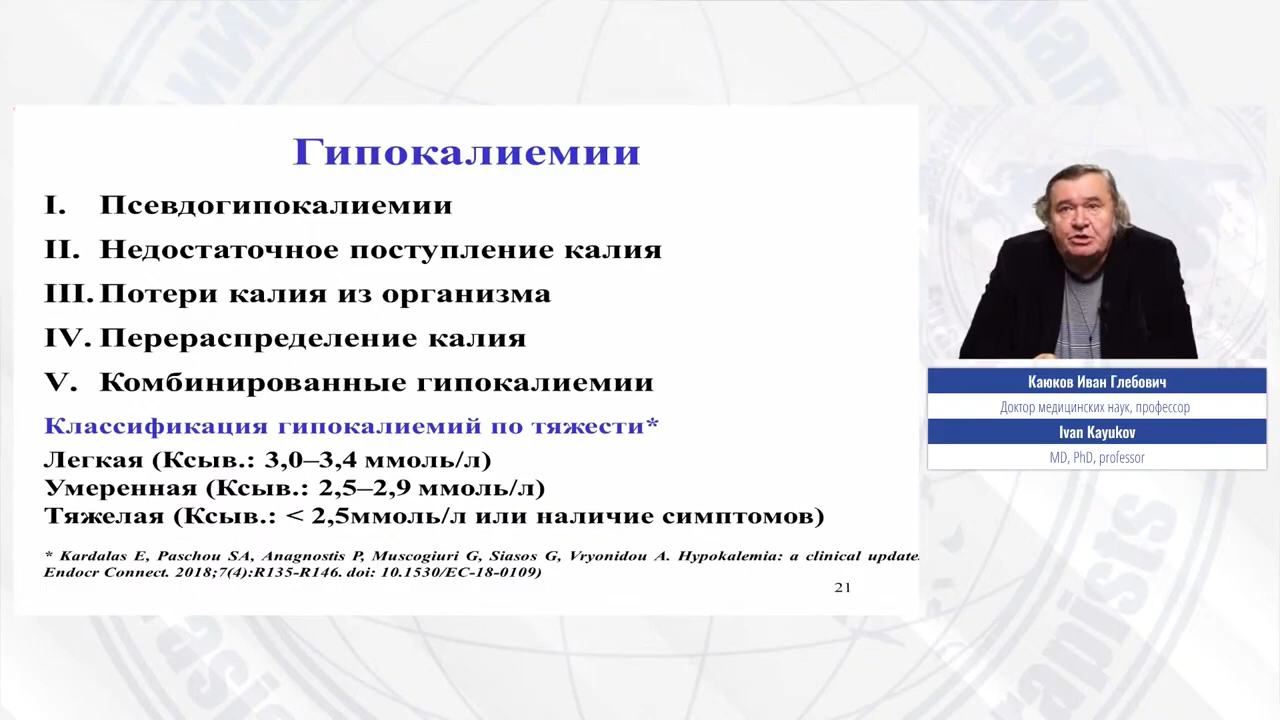 Гипокалиемии
I. Псевдогипокалиемии
II. Недостаточное поступление калия
III. Потери калия из организма
IV. Перераспределение калия
V. Комбинированные гипокалиемии
Классификация гипокалиемий по тяжести*
Легкая (Ксыв.: 3,0–3,4 ммоль/л)
Умеренная (Ксыв.: 2,5–2,9 ммоль/л)
Тяжелая (Ксыв.: < 2,5ммоль/л или наличие симптомов)
* Kardalas E, Paschou SA, Anagnostis P, Muscogiuri G, Siasos G, Vryonidou A. Hypokalemia: a clinical update.
Endocr Connect. 2018;7(4):R135-R146. doi: 10.1530/EC-18-0109)
21
Каюков Иван Глебович
Доктор медицинских наук, профессор
Ivan Kayukov
MD, PhD, professor